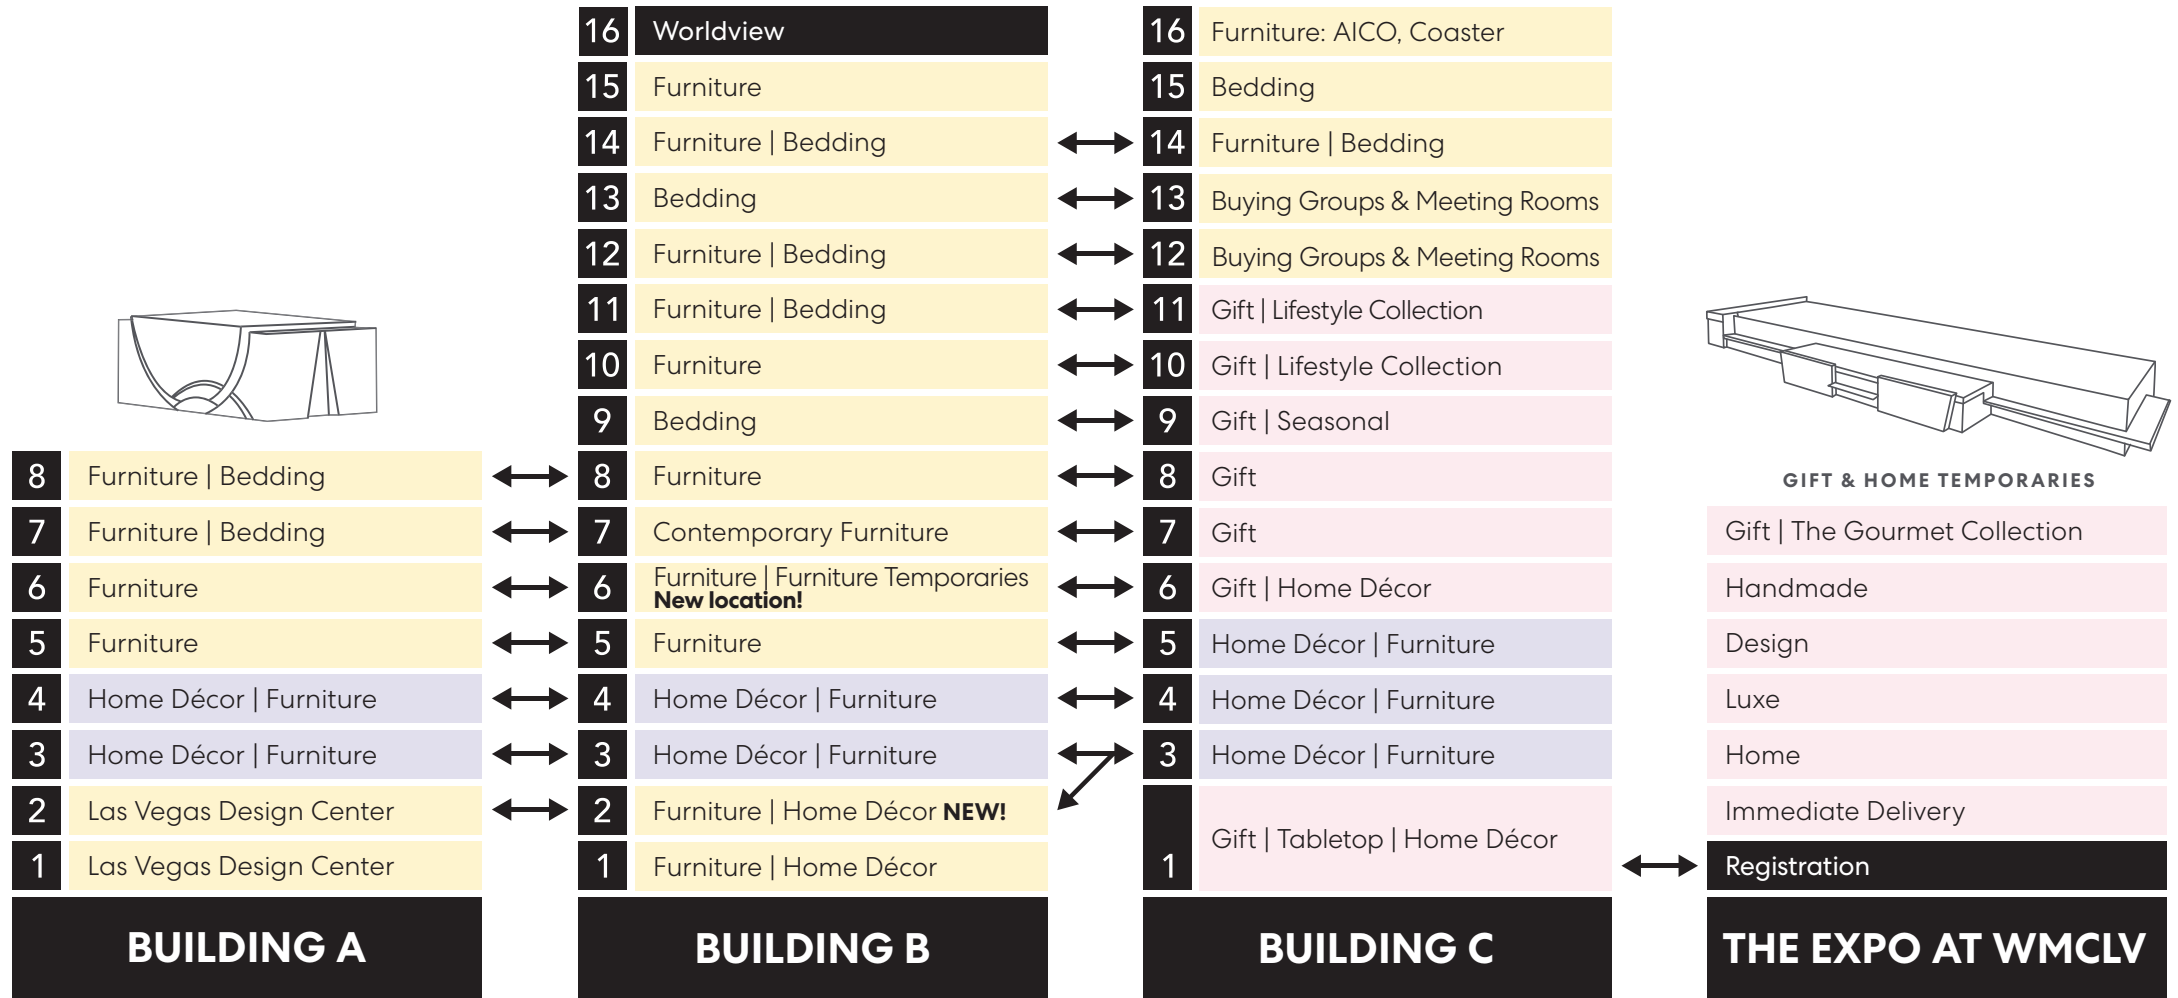 8 Furniture | Bedding
7 Furniture | Bedding
6 Furniture
5 Furniture
4 Home Décor | Furniture
3 Home Décor | Furniture
2 Las Vegas Design Center
1 Las Vegas Design Center
BUILDING A
16 Worldview
15 Furniture
14 Furniture | Bedding
13 Bedding
12 Furniture | Bedding
11 Furniture | Bedding
10 Furniture
9 Bedding
8 Furniture
7 Contemporary Furniture
6 Furniture | Furniture Temporaries
New location!
5 Furniture
4 Home Décor | Furniture
3 Home Décor | Furniture
2 Furniture | Home Décor NEW!
1 Furniture | Home Décor
BUILDING B
16 Furniture: AICO, Coaster
15 Bedding
14 Furniture | Bedding
13 Buying Groups & Meeting Rooms
12 Buying Groups & Meeting Rooms
11 Gift | Lifestyle Collection
10 Gift | Lifestyle Collection
9 Gift | Seasonal
8 Gift
7 Gift
6 Gift | Home Décor
5 Home Décor | Furniture
4 Home Décor | Furniture
3 Home Décor | Furniture
1 Gift | Tabletop | Home Décor
BUILDING C
GIFT & HOME TEMPORARIES
Gift | The Gourmet Collection
Handmade
Design
Luxe
Home
Immediate Delivery
Registration
THE EXPO AT WMCLV